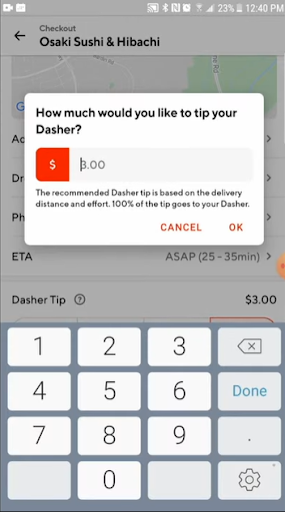 23% 12:40 PM
Checkout
Osaki Sushi & Hibachi
G
How much would you like to tip your
Dasher?
$ 3.00
The recommended Dasher tip is based on the delivery
distance and effort. 100% of the tip goes to your Dasher.
CANCEL OK
Ac
Dr
Ph
ETA ASAP (25 - 35min)
Dasher Tip ? $3.00
1 2 3
4 5 6 Done
7 8 9 .
0